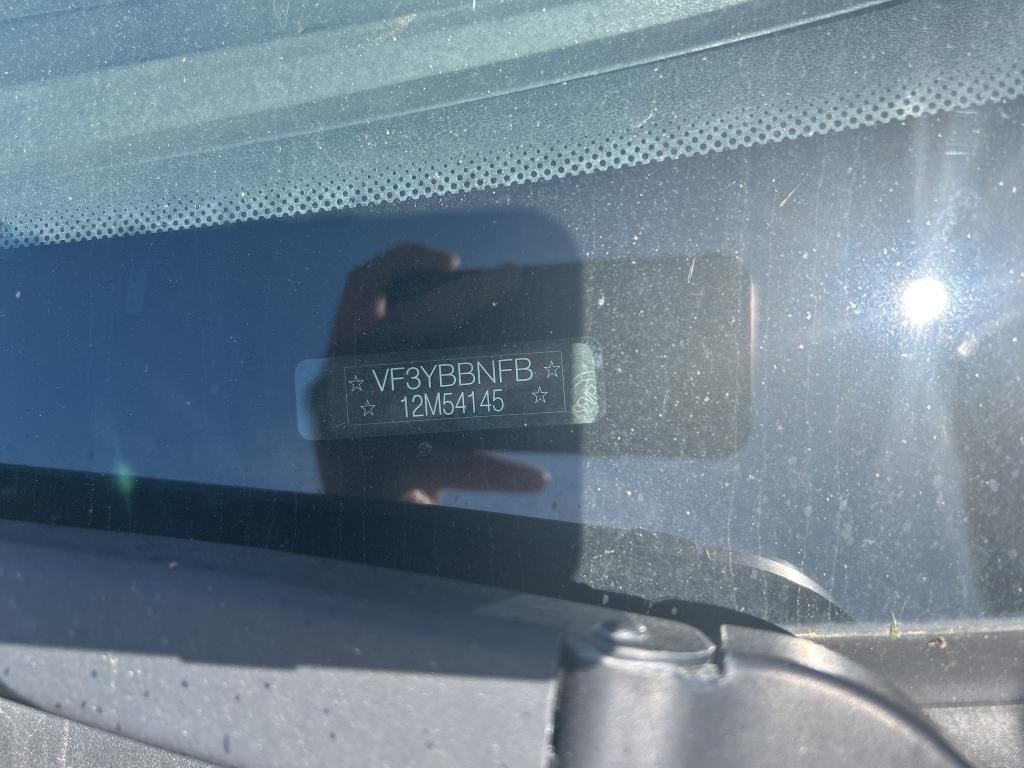 ☆ VF3YBBNFB ☆
☆ 12M54145 ☆